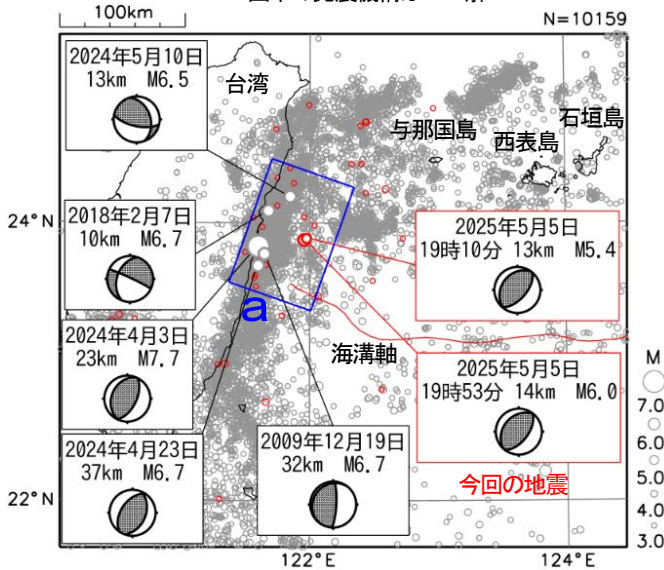 100km
N=10159
2024年5月10日
13km M6.5
台湾
与那国島
西表島
石垣島
24°N
2018年2月7日
10km M6.7
2025年5月5日
19時10分 13km M5.4
a
2024年4月3日
23km M7.7
海溝軸
2025年5月5日
19時53分 14km M6.0
M
7.0
6.0
5.0
4.0
3.0
2024年4月23日
37km M6.7
2009年12月19日
32km M6.7
今回の地震
22°N
122°E
124°E